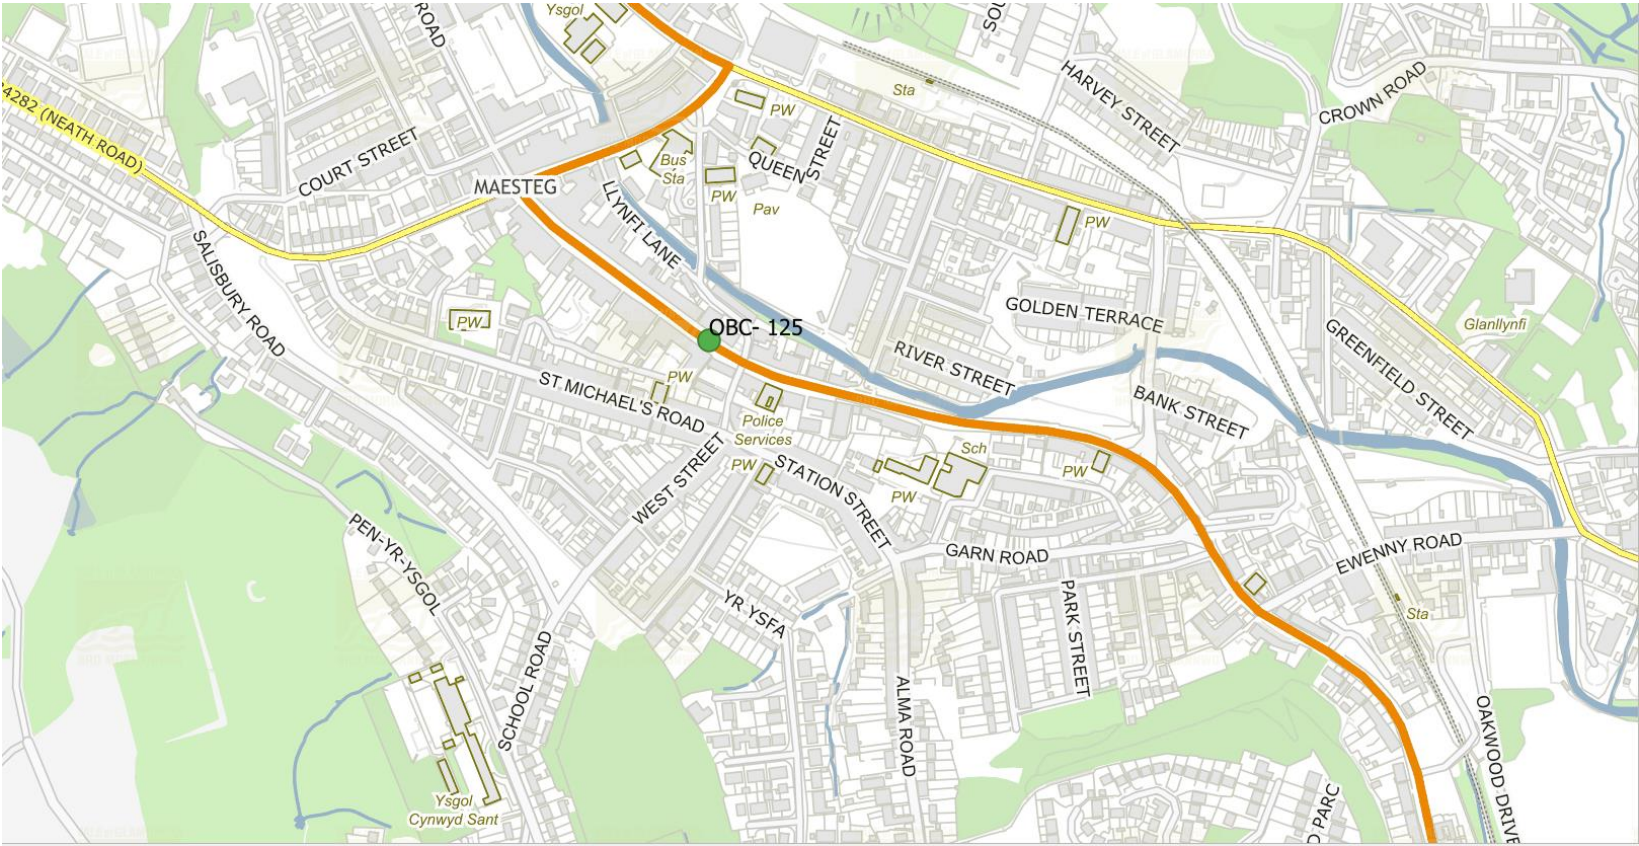 Ysgol
ROAD
SOU
Sta
HARVEY STREET
CROWN ROAD
4282 (NEATH ROAD)
COURT STREET
PW
QUEEN STREET
Bus
Sta
MAESTEG
PW
Pav
PW
LLYNFI LANE
SALISBURY ROAD
GOLDEN TERRACE
Glanllynfi
PW
OBC- 125
GREENFIELD STREET
RIVER STREET
PW
ST MICHAEL'S ROAD
BANK STREET
Police
Services
Sch
PW
PW
PW
STATION STREET
WEST STREET
PEN-YR-YSGOL
GARN ROAD
EWENNY ROAD
YR YSFA
PARK STREET
Sta
SCHOOL ROAD
ALMA ROAD
OAKWOOD DRIVE
Ysgol
Cynwyd Sant
D PARC